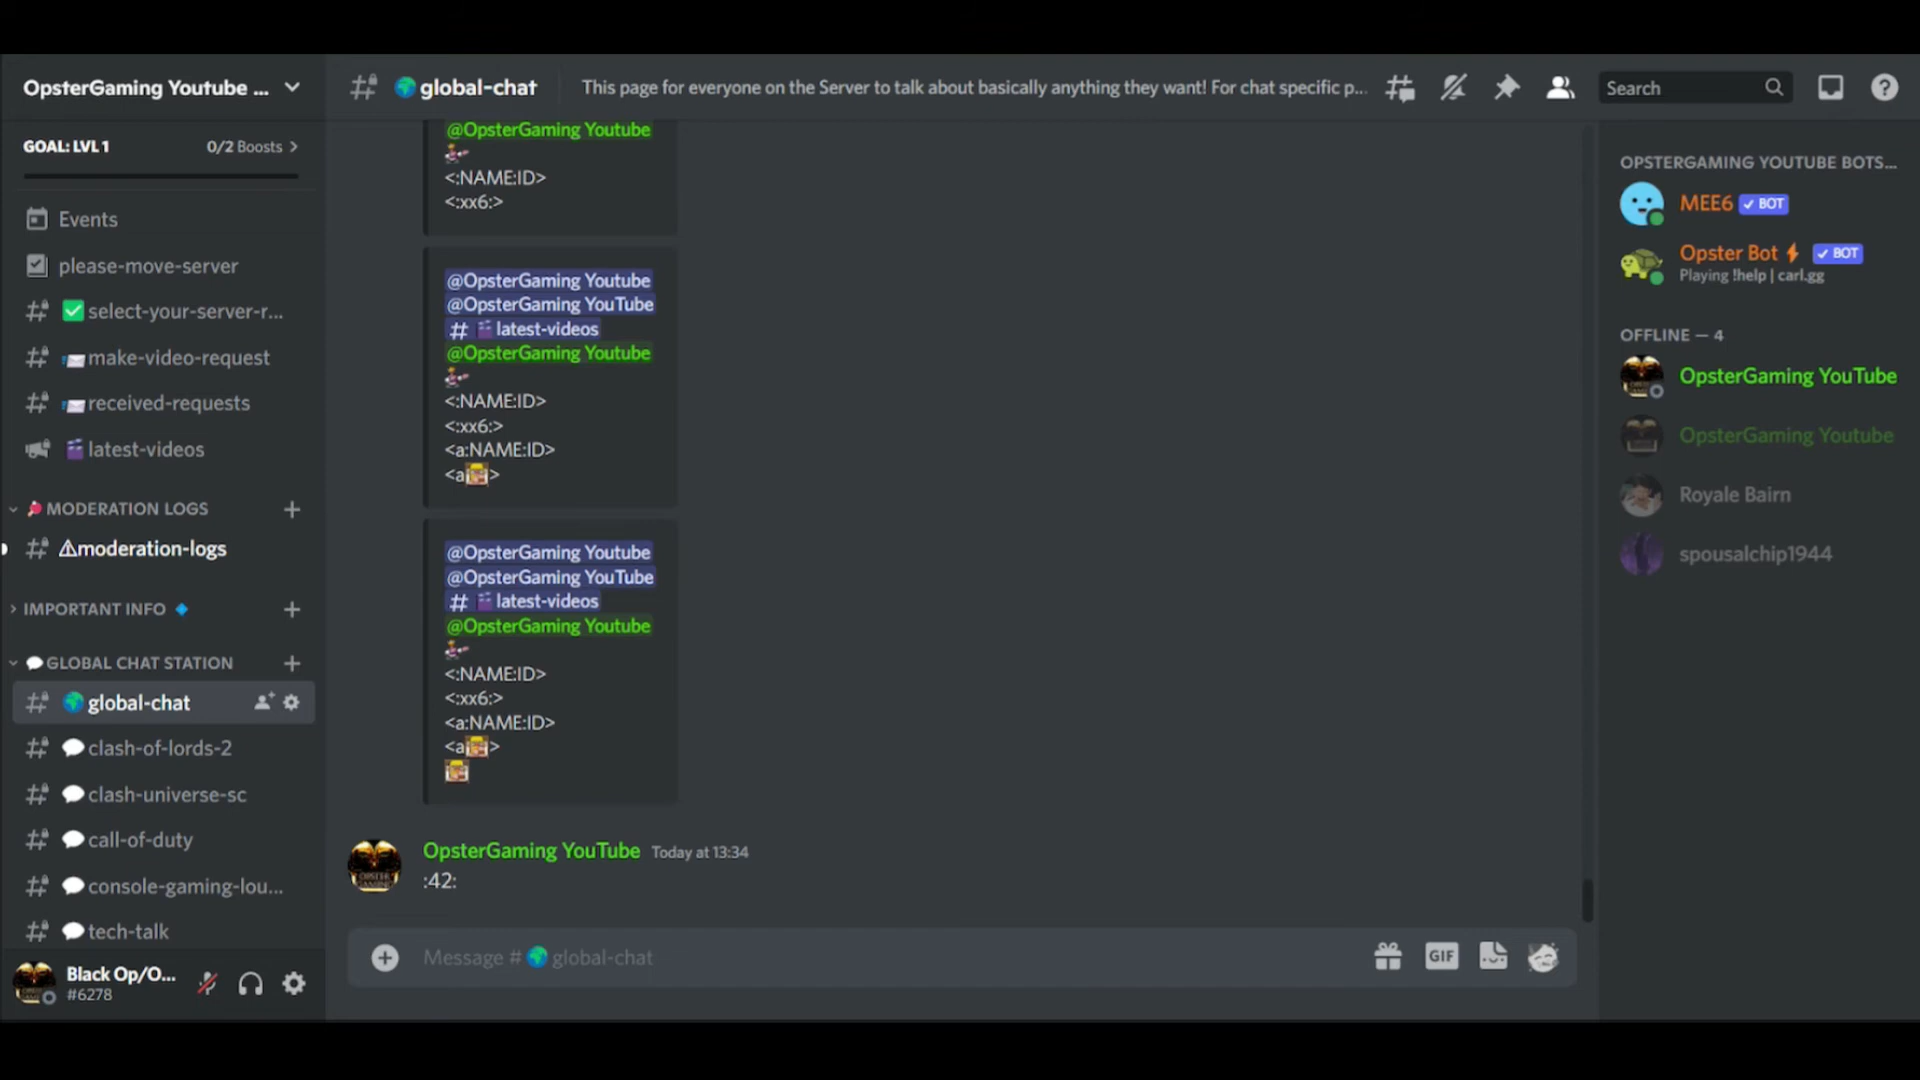 OpsterGaming Youtube ...
global-chat
This page for everyone on the Server to talk about basically anything they want! For chat specific p...
Search
GOAL: LVL 1
0/2 Boosts
Events
please-move-server
select-your-server-r...
make-video-request
received-requests
latest-videos
MODERATION LOGS
moderation-logs
IMPORTANT INFO
GLOBAL CHAT STATION
global-chat
clash-of-lords-2
clash-universe-sc
call-of-duty
console-gaming-lou...
tech-talk
Black Op/O...
#6278
@OpsterGaming Youtube
<:NAME:ID>
<:xx6:>
@OpsterGaming Youtube
@OpsterGaming YouTube
# latest-videos
@OpsterGaming Youtube
<:NAME:ID>
<:xx6:>
<a:NAME:ID>
<a>
@OpsterGaming Youtube
@OpsterGaming YouTube
# latest-videos
@OpsterGaming Youtube
<:NAME:ID>
<:xx6:>
<a:NAME:ID>
<a>
OpsterGaming YouTube Today at 13:34
:42:
Message # global-chat
GIF
OPSTERGAMING YOUTUBE BOTS...
MEE6 BOT
Opster Bot BOT
Playing !help | carl.gg
OFFLINE — 4
OpsterGaming YouTube
OpsterGaming Youtube
Royale Bairn
spousalchip1944